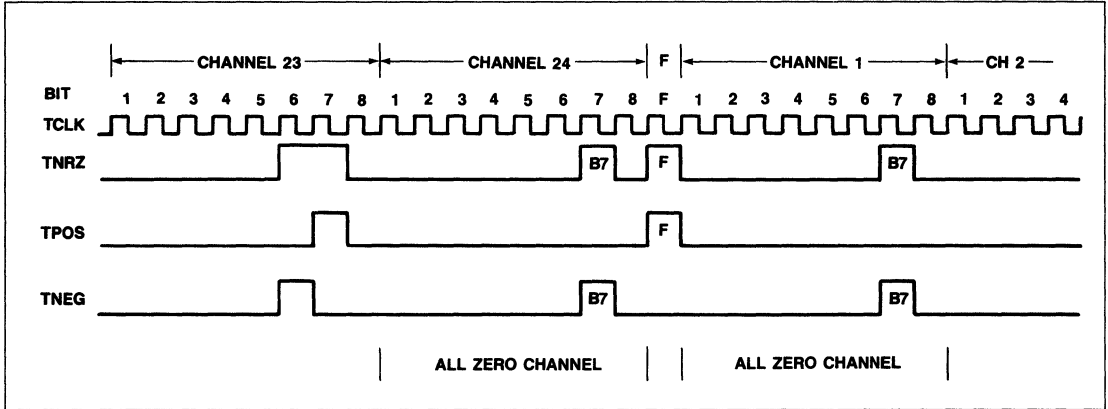 CHANNEL 23 CHANNEL 24 F CHANNEL 1 CH 2
BIT 1 2 3 4 5 6 7 8 1 2 3 4 5 6 7 8 F 1 2 3 4 5 6 7 8 1 2 3 4
TCLK
TNRZ B7 F B7
TPOS F
TNEG B7 B7
ALL ZERO CHANNEL ALL ZERO CHANNEL